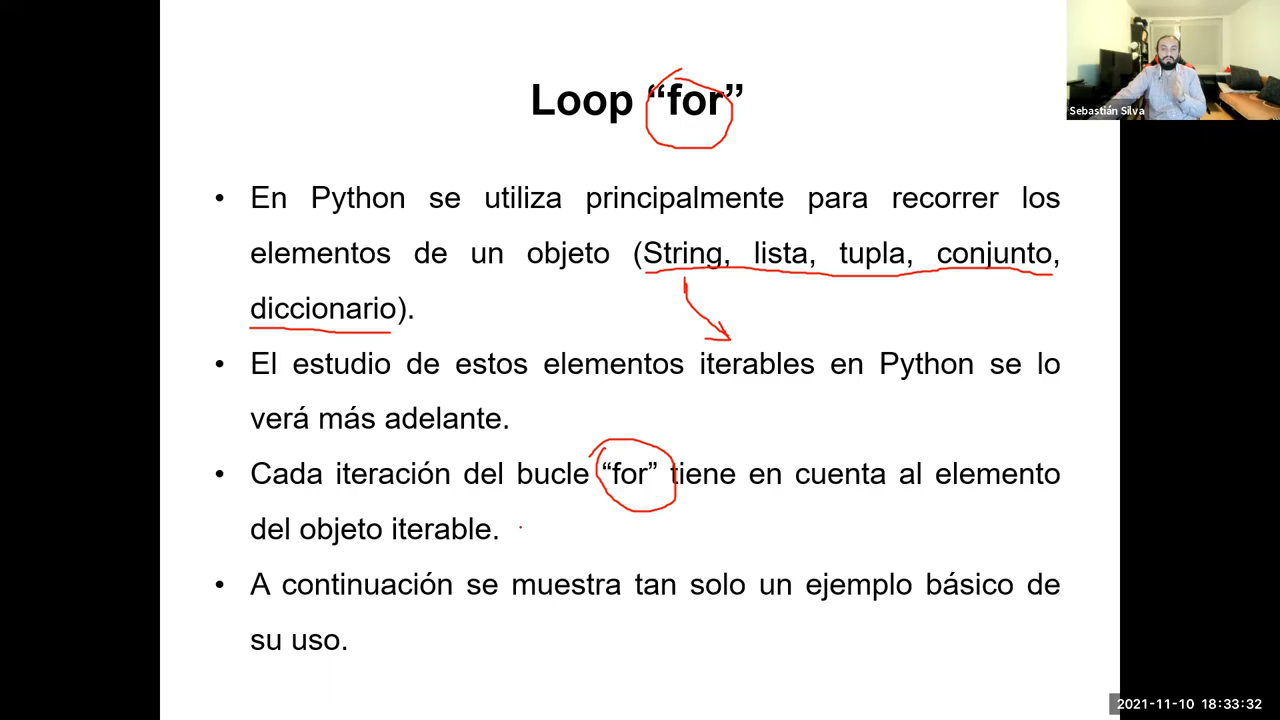 Loop “for”
Sebastián Silva
• En Python se utiliza principalmente para recorrer los
elementos de un objeto (String, lista, tupla, conjunto,
diccionario).
• El estudio de estos elementos iterables en Python se lo
verá más adelante.
• Cada iteración del bucle “for” tiene en cuenta al elemento
del objeto iterable.
• A continuación se muestra tan solo un ejemplo básico de
su uso.
2021-11-10 18:33:32